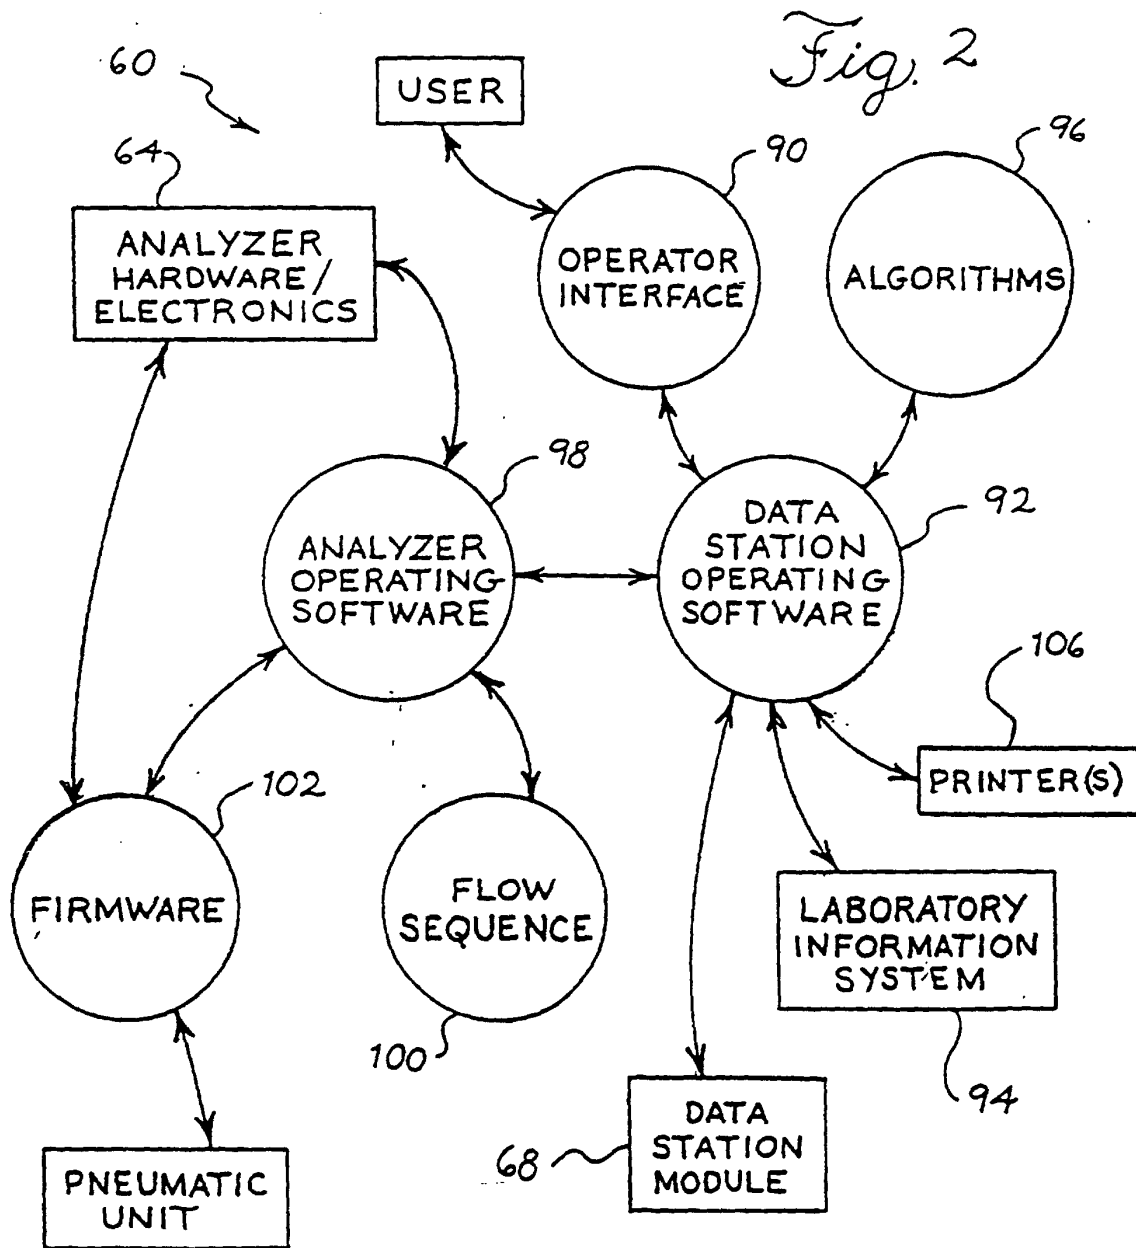 Fig. 2
60
USER
64
90
96
ANALYZER
HARDWARE/
ELECTRONICS
OPERATOR
INTERFACE
ALGORITHMS
98
92
ANALYZER
OPERATING
SOFTWARE
DATA
STATION
OPERATING
SOFTWARE
106
PRINTER(S)
102
FIRMWARE
FLOW
SEQUENCE
100
LABORATORY
INFORMATION
SYSTEM
94
68
DATA
STATION
MODULE
PNEUMATIC
UNIT